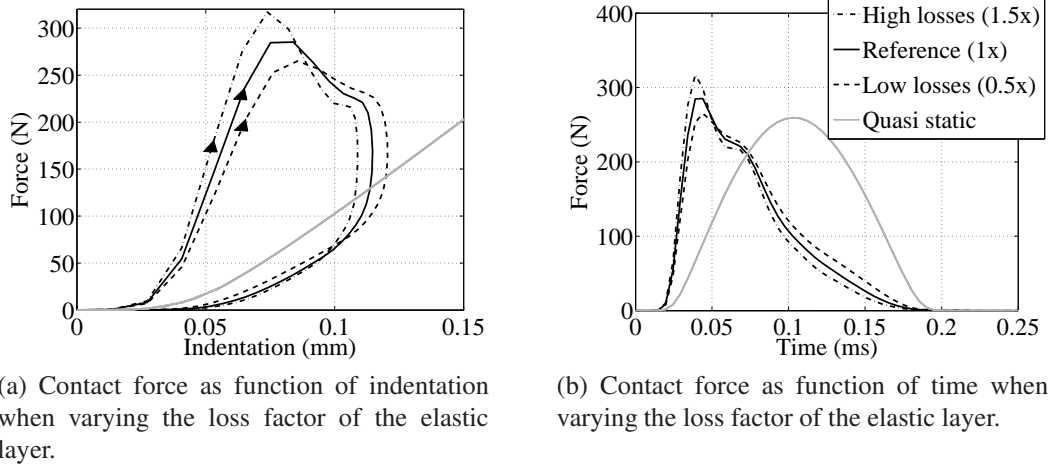 300
250
200
150
100
50
0
Force (N)
0
0.05
0.1
0.15
Indentation (mm)
400
300
200
100
0
Force (N)
0
0.05
0.1
0.15
0.2
0.25
Time (ms)
High losses (1.5x)
Reference (1x)
Low losses (0.5x)
Quasi static
(a) Contact force as function of indentation
when varying the loss factor of the elastic
layer.
(b) Contact force as function of time when
varying the loss factor of the elastic layer.